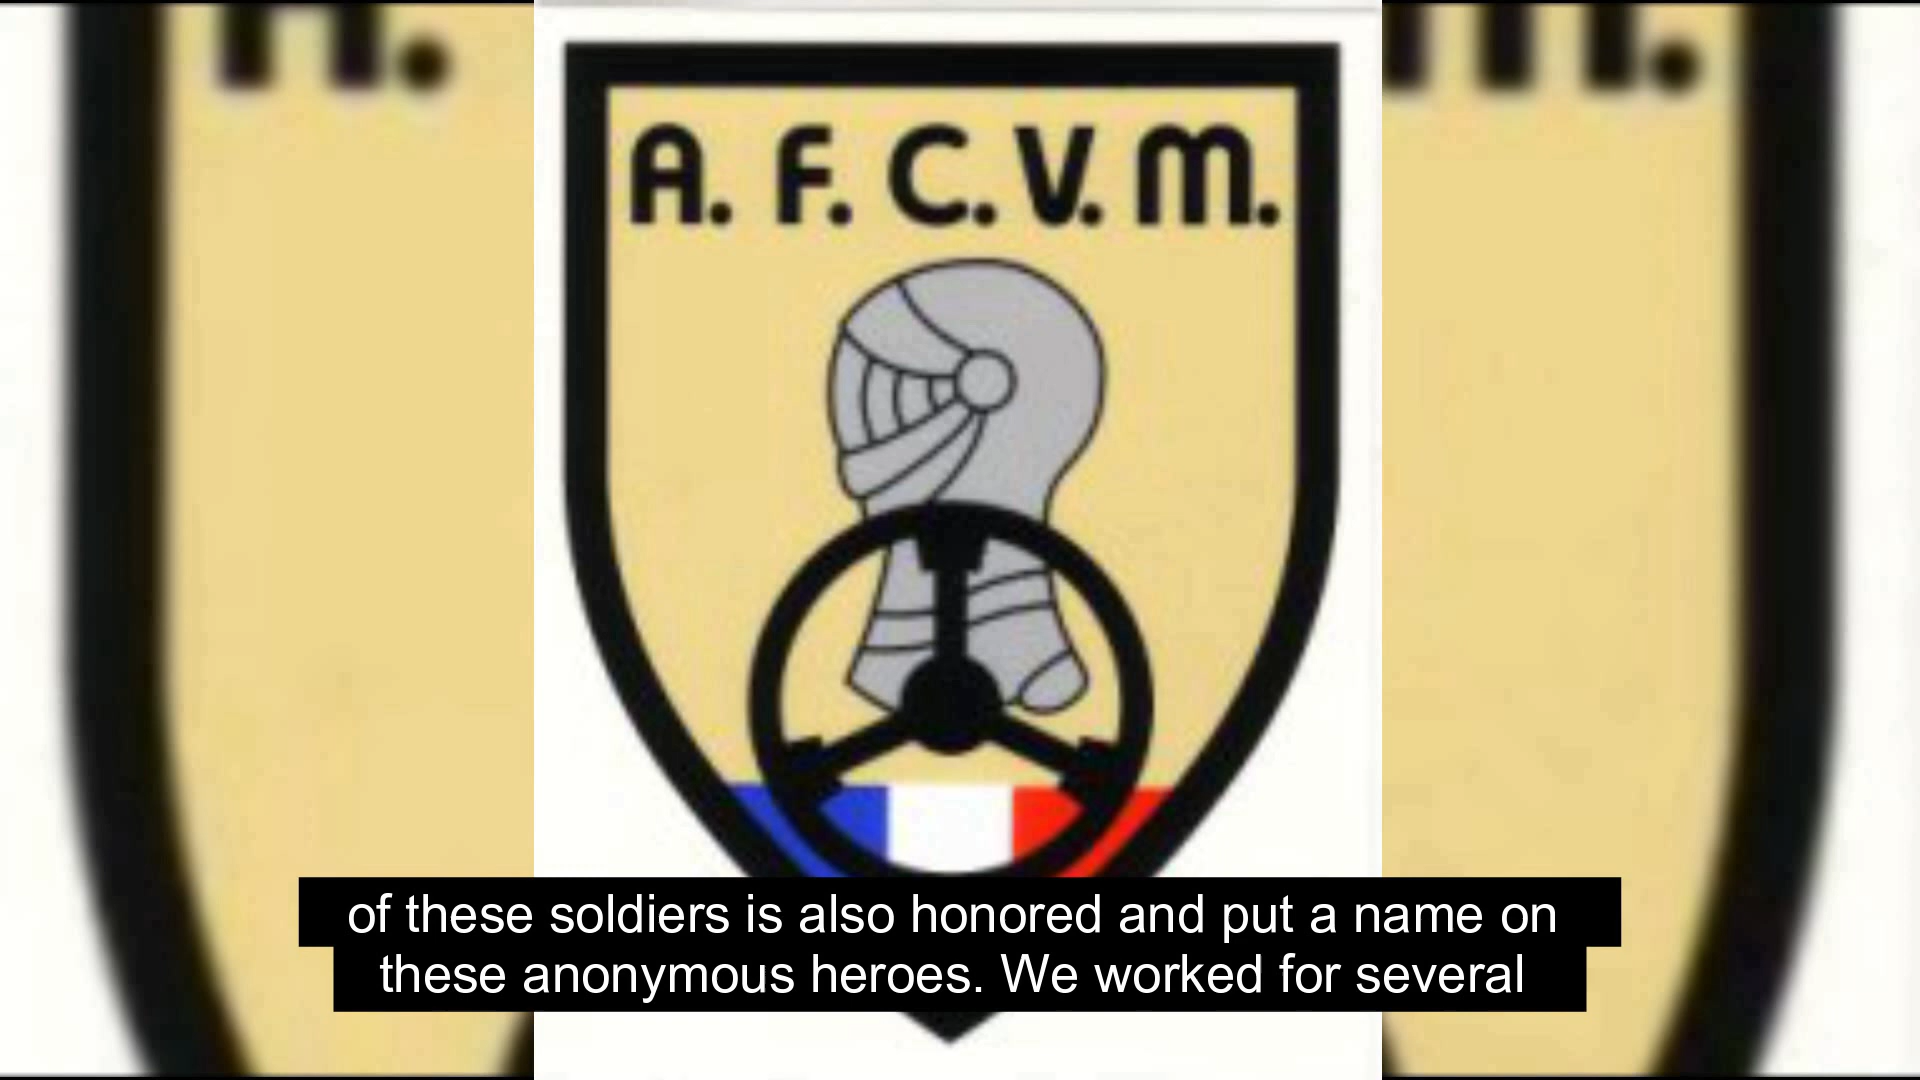 A. F. C. V. M.
of these soldiers is also honored and put a name on
these anonymous heroes. We worked for several